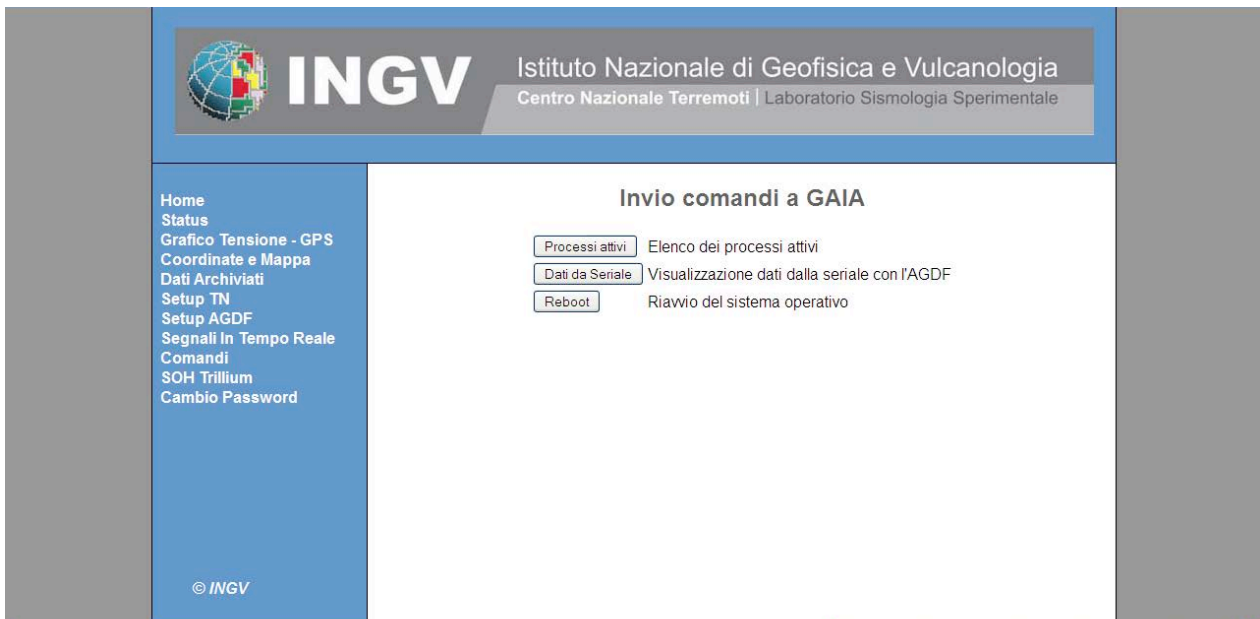 INGV
Istituto Nazionale di Geofisica e Vulcanologia
Centro Nazionale Terremoti | Laboratorio Sismologia Sperimentale
Home
Status
Grafico Tensione - GPS
Coordinate e Mappa
Dati Archiviati
Setup TN
Setup AGDF
Segnali In Tempo Reale
Comandi
SOH Trillium
Cambio Password
© INGV
Invio comandi a GAIA
Processi attivi Elenco dei processi attivi
Dati da Seriale Visualizzazione dati dalla seriale con l'AGDF
Reboot Riavvio del sistema operativo